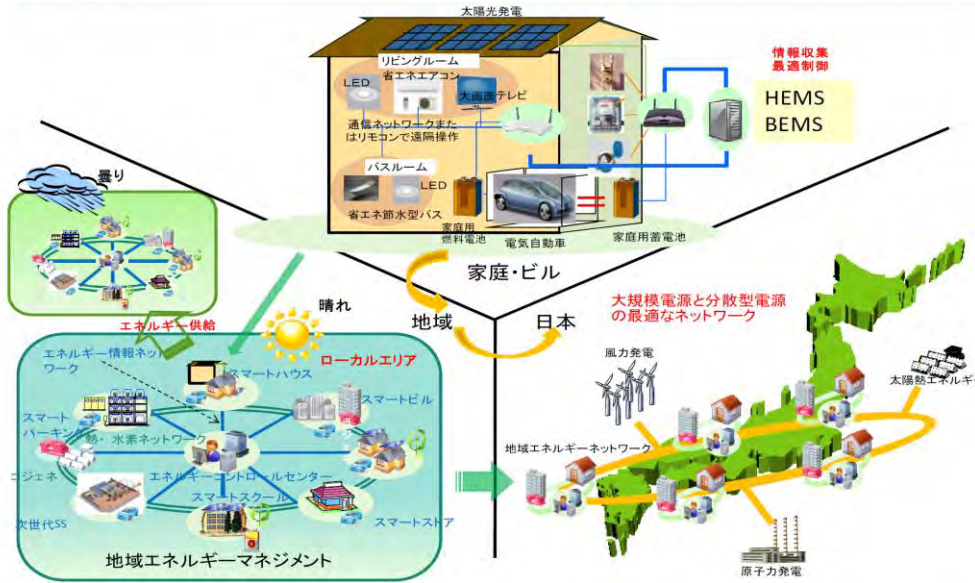 太陽光発電
リビングルーム
省エネエアコン
LED
大画面テレビ
通信ネットワークまた
はリモコンで遠隔操作
バスルーム
LED
省エネ節水型バス
家庭用
燃料電池
電気自動車
家庭用蓄電池
情報収集
最適制御
HEMS
BEMS
家庭・ビル
地域
日本
曇り
エネルギー供給
晴れ
エネルギー情報ネット
ワーク
ローカルエリア
スマートハウス
スマートビル
スマート
パーキング
熱・水素ネットワーク
コジェネ
エネルギーコントロールセンター
スマートスクール
次世代SS
スマートストア
地域エネルギーマネジメント
大規模電源と分散型電源
の最適なネットワーク
風力発電
太陽熱エネルギー
地域エネルギーネットワーク
原子力発電